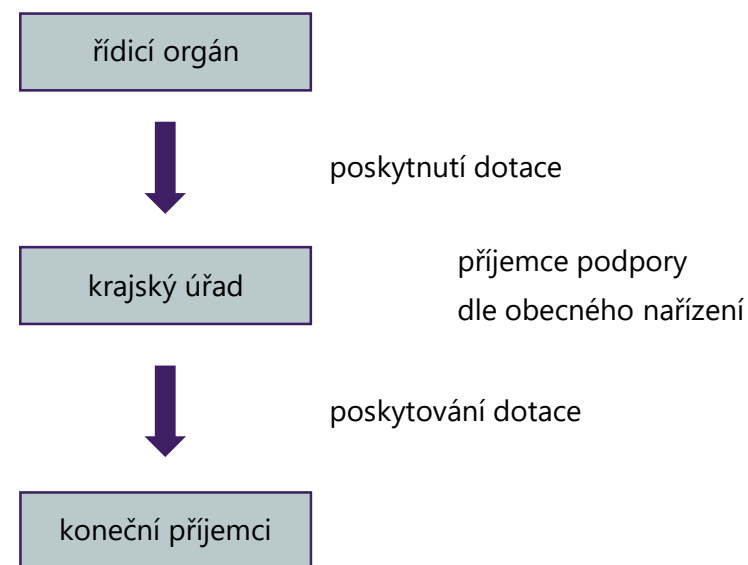 řídicí orgán
poskytnutí dotace
krajský úřad
příjemce podpory
dle obecného nařízení
poskytování dotace
koneční příjemci